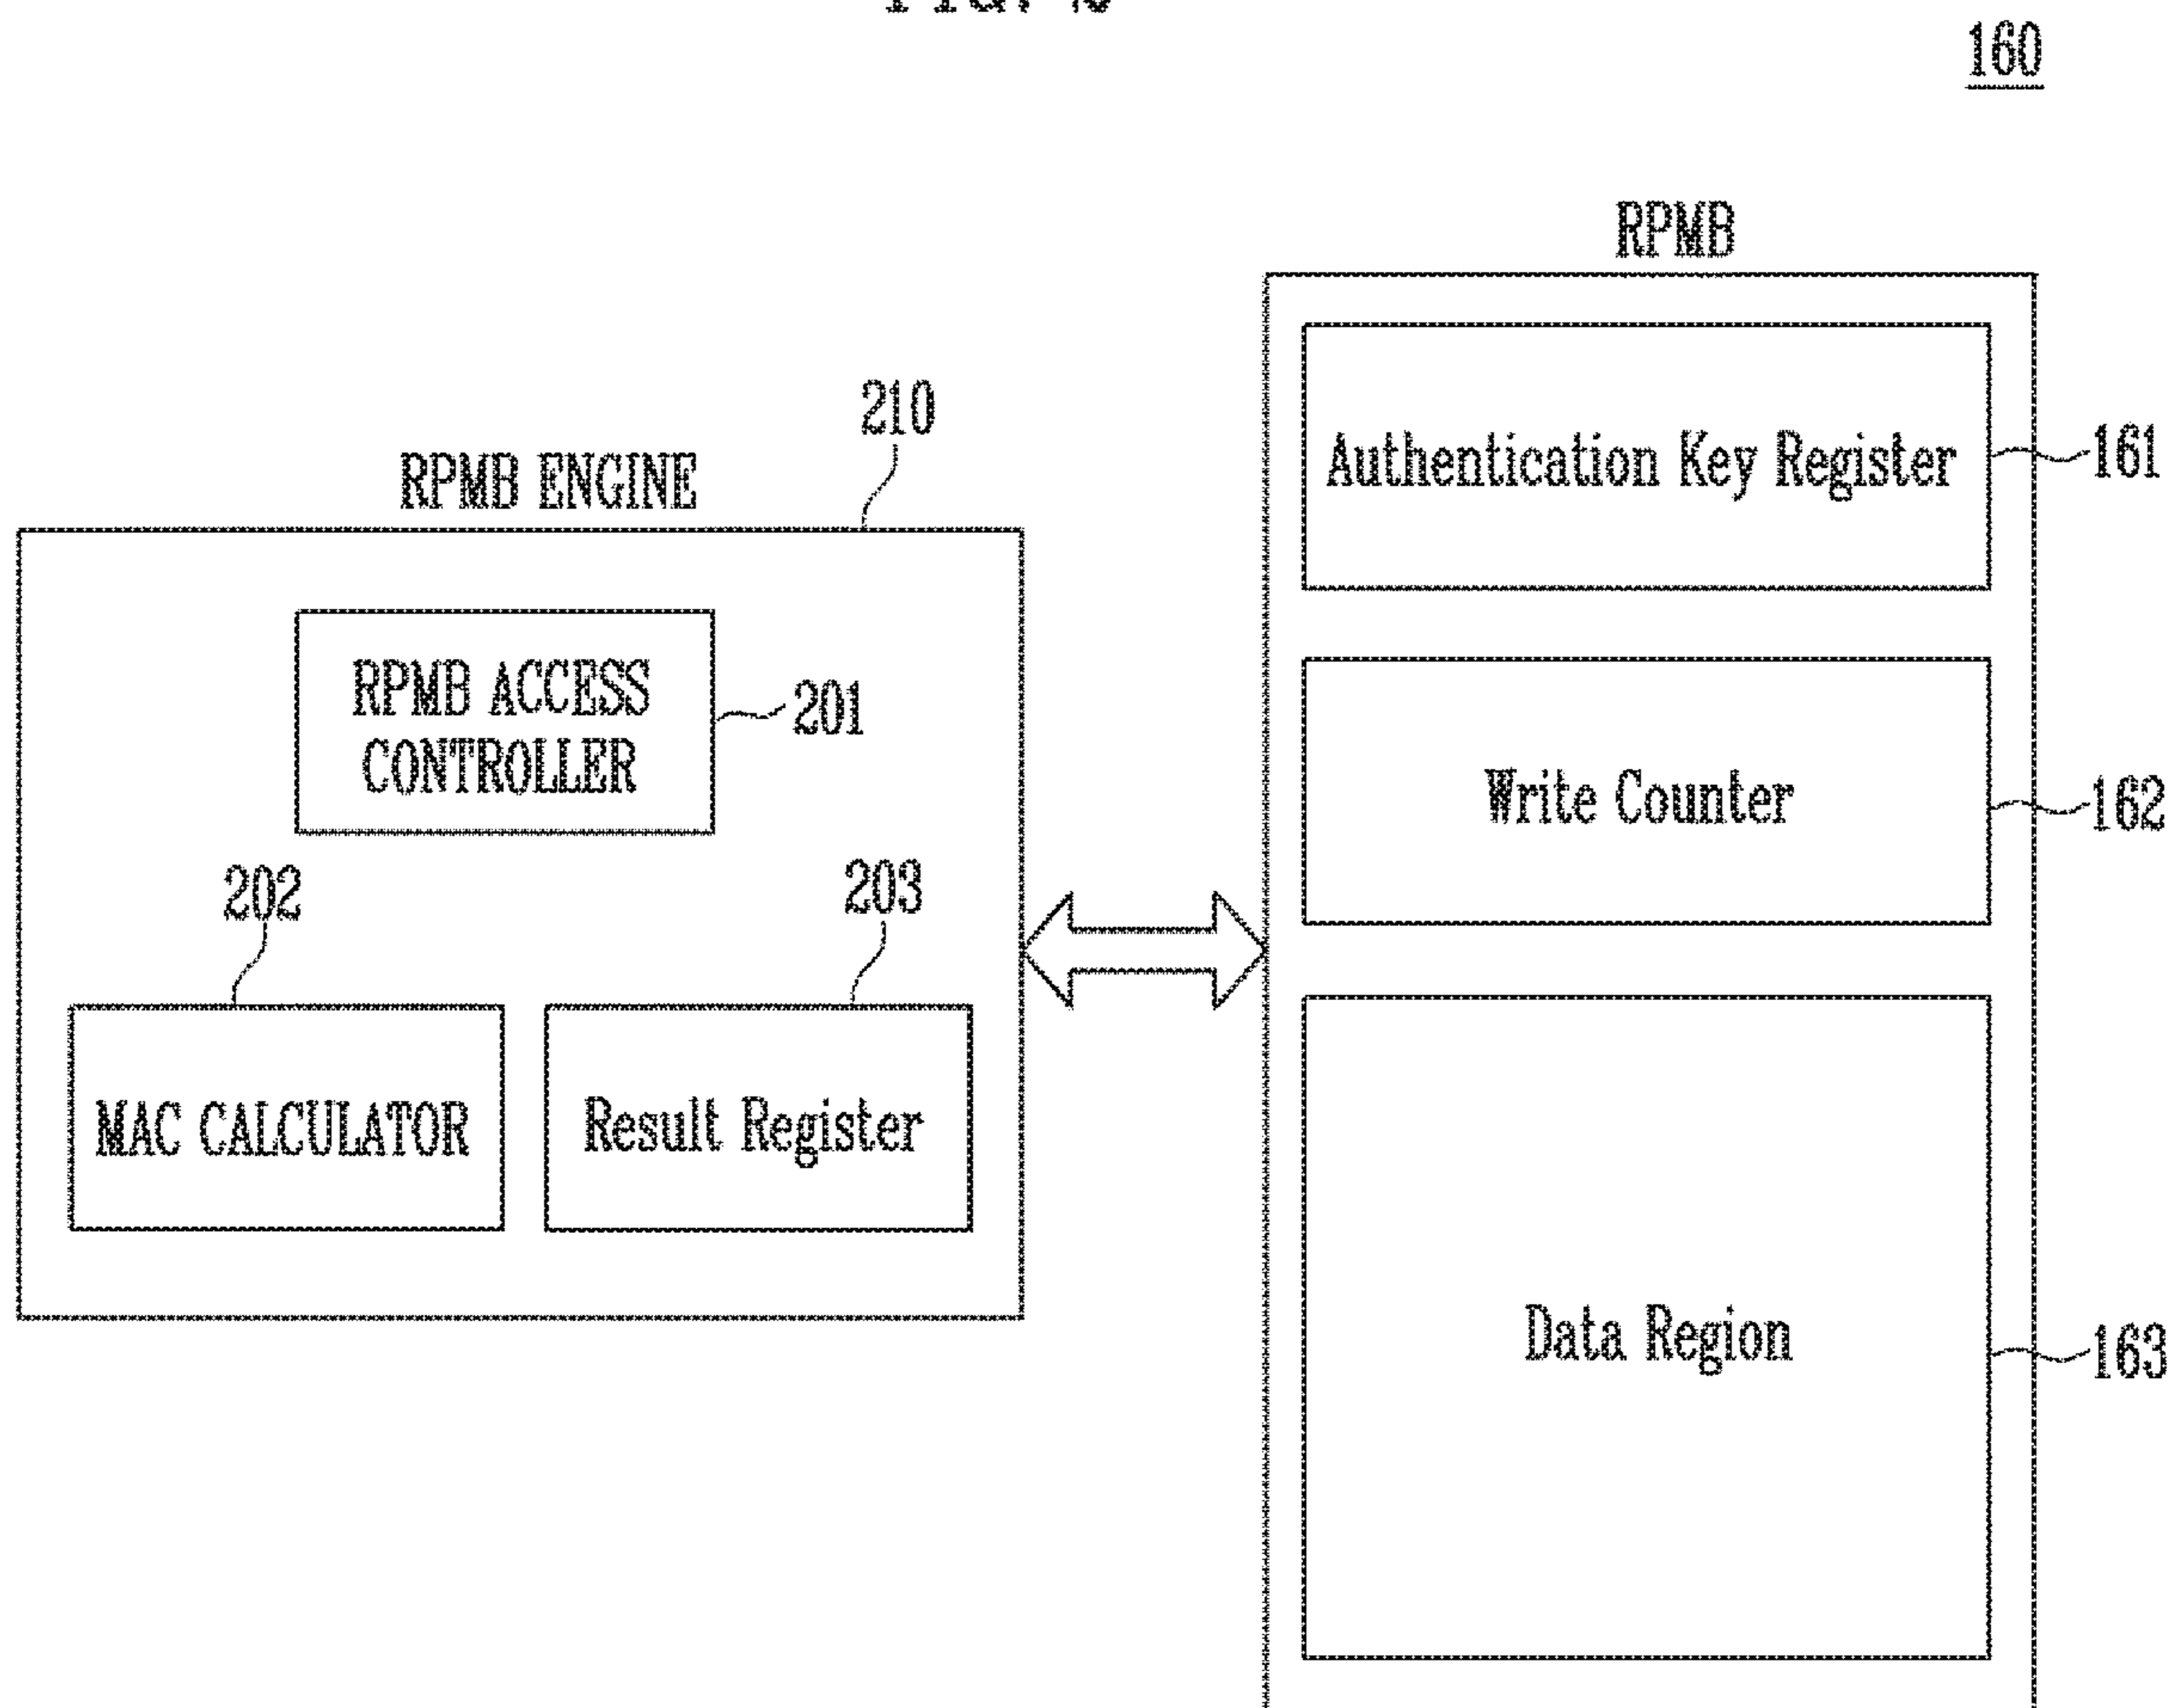 160
RPMB
Authentication Key Register
161
210
RPMB ENGINE
RPMB ACCESS
CONTROLLER
201
Write Counter
162
202
203
MAC CALCULATOR
Result Register
Data Region
163